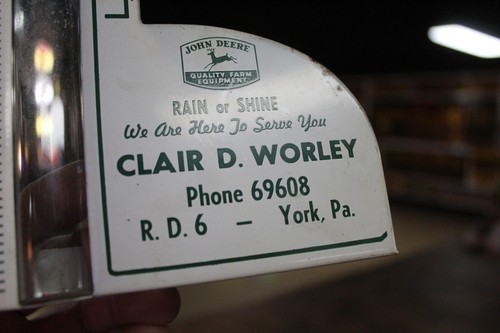 JOHN DEERE
QUALITY FARM
EQUIPMENT
RAIN or SHINE
We Are Here To Serve You
CLAIR D. WORLEY
Phone 69608
R. D. 6 – York, Pa.